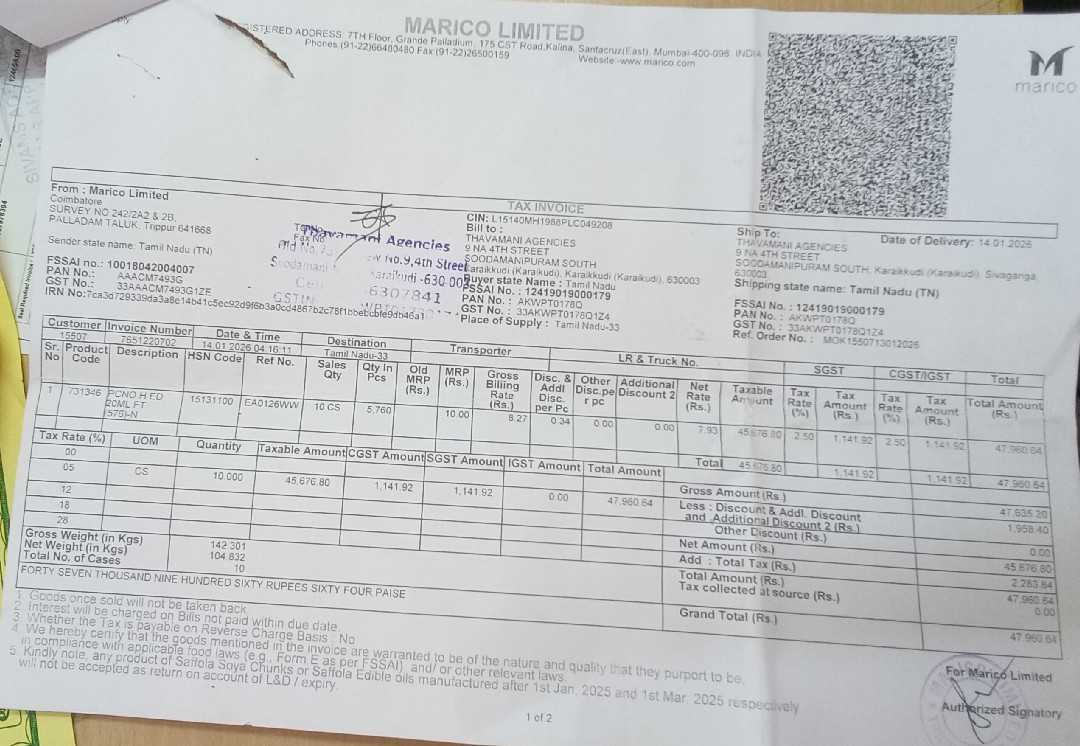 MARICO LIMITED
REGISTERED ADDRESS: 7TH Floor, Grande Palladium, 175 CST Road,Kalina, Santacruz(East), Mumbai-400-098. INDIA
Phones.(91-22)66480480 Fax:(91-22)26500159 Website:-www.marico.com
marico
TAX INVOICE
From : Marico Limited
Coimbatore
SURVEY NO 242/2A2 & 2B,
PALLADAM TALUK, Trippur 641668
Sender state name: Tamil Nadu (TN)
FSSAI no.: 10018042004007
PAN No.: AAACM7493G
GST No.: 33AAACM7493G1ZE
IRN No:
Fax No
Thavamani Agencies
No.9,4th Street
Karaikudi -630 003
Cell
6307841
GSTIN
CIN: L15140MH1988PLC049208
Bill to :
THAVAMANI AGENCIES
9 NA 4TH STREET
SOODAMANIPURAM SOUTH
Karaikkudi (Karaikudi), Karaikkudi (Karaikudi), 630003
Buyer state Name : Tamil Nadu
FSSAI No. : 12419019000179
PAN No. : AKWPT0178Q
GST No. : 33AKWPT0178Q1Z4
Place of Supply : Tamil Nadu-33
Ship To:
THAVAMANI AGENCIES
Date of Delivery: 14.01.2026
9 NA 4TH STREET
SOODAMANIPURAM SOUTH, Karaikkudi (Karaikudi), Sivaganga,
630003
Shipping state name: Tamil Nadu (TN)
FSSAI No. : 12419019000179
PAN No. : AKWPT0178Q
GST No. : 33AKWPT0178Q1Z4
Ref. Order No. : MOK1550713012026
Customer Invoice Number Date & Time Destination Transporter LR & Truck No. SGST CGST/IGST Total
15507 7651220702 14.01.2026 04:16:11 Tamil Nadu-33
Sr. No Product Code Description HSN Code Ref No. Sales Qty Qty In Pcs Old MRP (Rs.) MRP (Rs.) Gross Billing Rate (Rs.) Disc. & Addl Disc. per Pc Other Disc.per pc Additional Discount 2 Net Rate (Rs.) Taxable Amount Tax Rate (%) Tax Amount (Rs.) Tax Rate (%) Tax Amount (Rs.) Total Amount (Rs.)
1 731346 PCNO H ED 20ML FT 576)-N 15131100 EA0126WW 10 CS 5,760 10.00 8.27 0.34 0.00 0.00 7.93 45,676.80 2.50 1,141.92 2.50 1,141.92 47,960.64
Total 45,676.80 1,141.92 1,141.92 47,960.64
Tax Rate (%) UOM Quantity Taxable Amount CGST Amount SGST Amount IGST Amount Total Amount
00
05 CS 10.000 45,676.80 1,141.92 1,141.92 0.00 47,960.64
12
18
28
Gross Amount (Rs.) 47,635.20
Less : Discount & Addl. Discount and Additional Discount 2 (Rs.) 1,958.40
Other Discount (Rs.) 0.00
Net Amount (Rs.) 45,676.80
Add : Total Tax (Rs.) 2,283.84
Total Amount (Rs.) 47,960.64
Tax collected at source (Rs.) 0.00
Grand Total (Rs.) 47,960.64
Gross Weight (in Kgs) 142.301
Net Weight (in Kgs) 104.832
Total No. of Cases 10
FORTY SEVEN THOUSAND NINE HUNDRED SIXTY RUPEES SIXTY FOUR PAISE
1. Goods once sold will not be taken back
2. Interest will be charged on Bills not paid within due date.
3. Whether the Tax is payable on Reverse Charge Basis : No
4. We hereby certify that the goods mentioned in the invoice are warranted to be of the nature and quality that they purport to be,
in compliance with applicable food laws (e.g., Form E as per FSSAI), and/ or other relevant laws.
5. Kindly note, any product of Saffola Soya Chunks or Saffola Edible oils manufactured after 1st Jan, 2025 and 1st Mar, 2025 respectively
will not be accepted as return on account of L&D / expiry.
For Marico Limited
Authorized Signatory
1 of 2